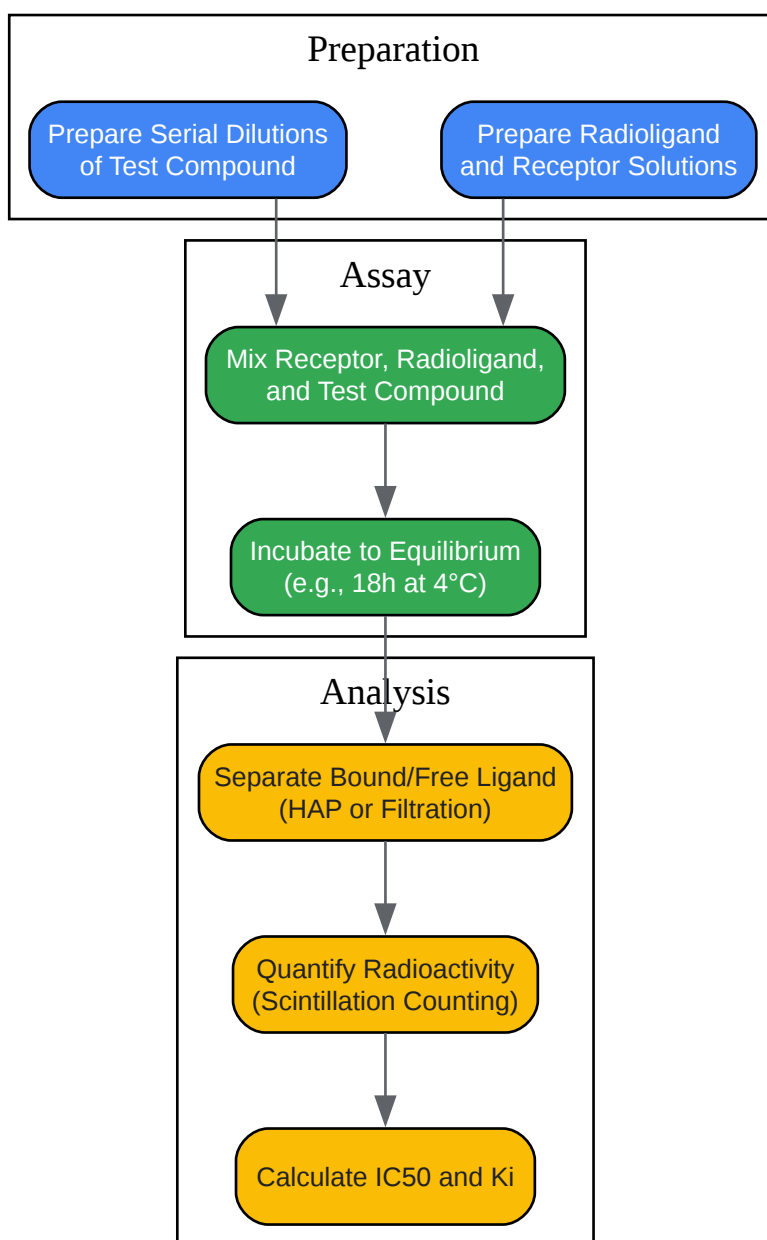 Preparation
Prepare Serial Dilutions
of Test Compound
Prepare Radioligand
and Receptor Solutions
Assay
Mix Receptor, Radioligand,
and Test Compound
Incubate to Equilibrium
(e.g., 18h at 4°C)
Analysis
Separate Bound/Free Ligand
(HAP or Filtration)
Quantify Radioactivity
(Scintillation Counting)
Calculate IC50 and Ki